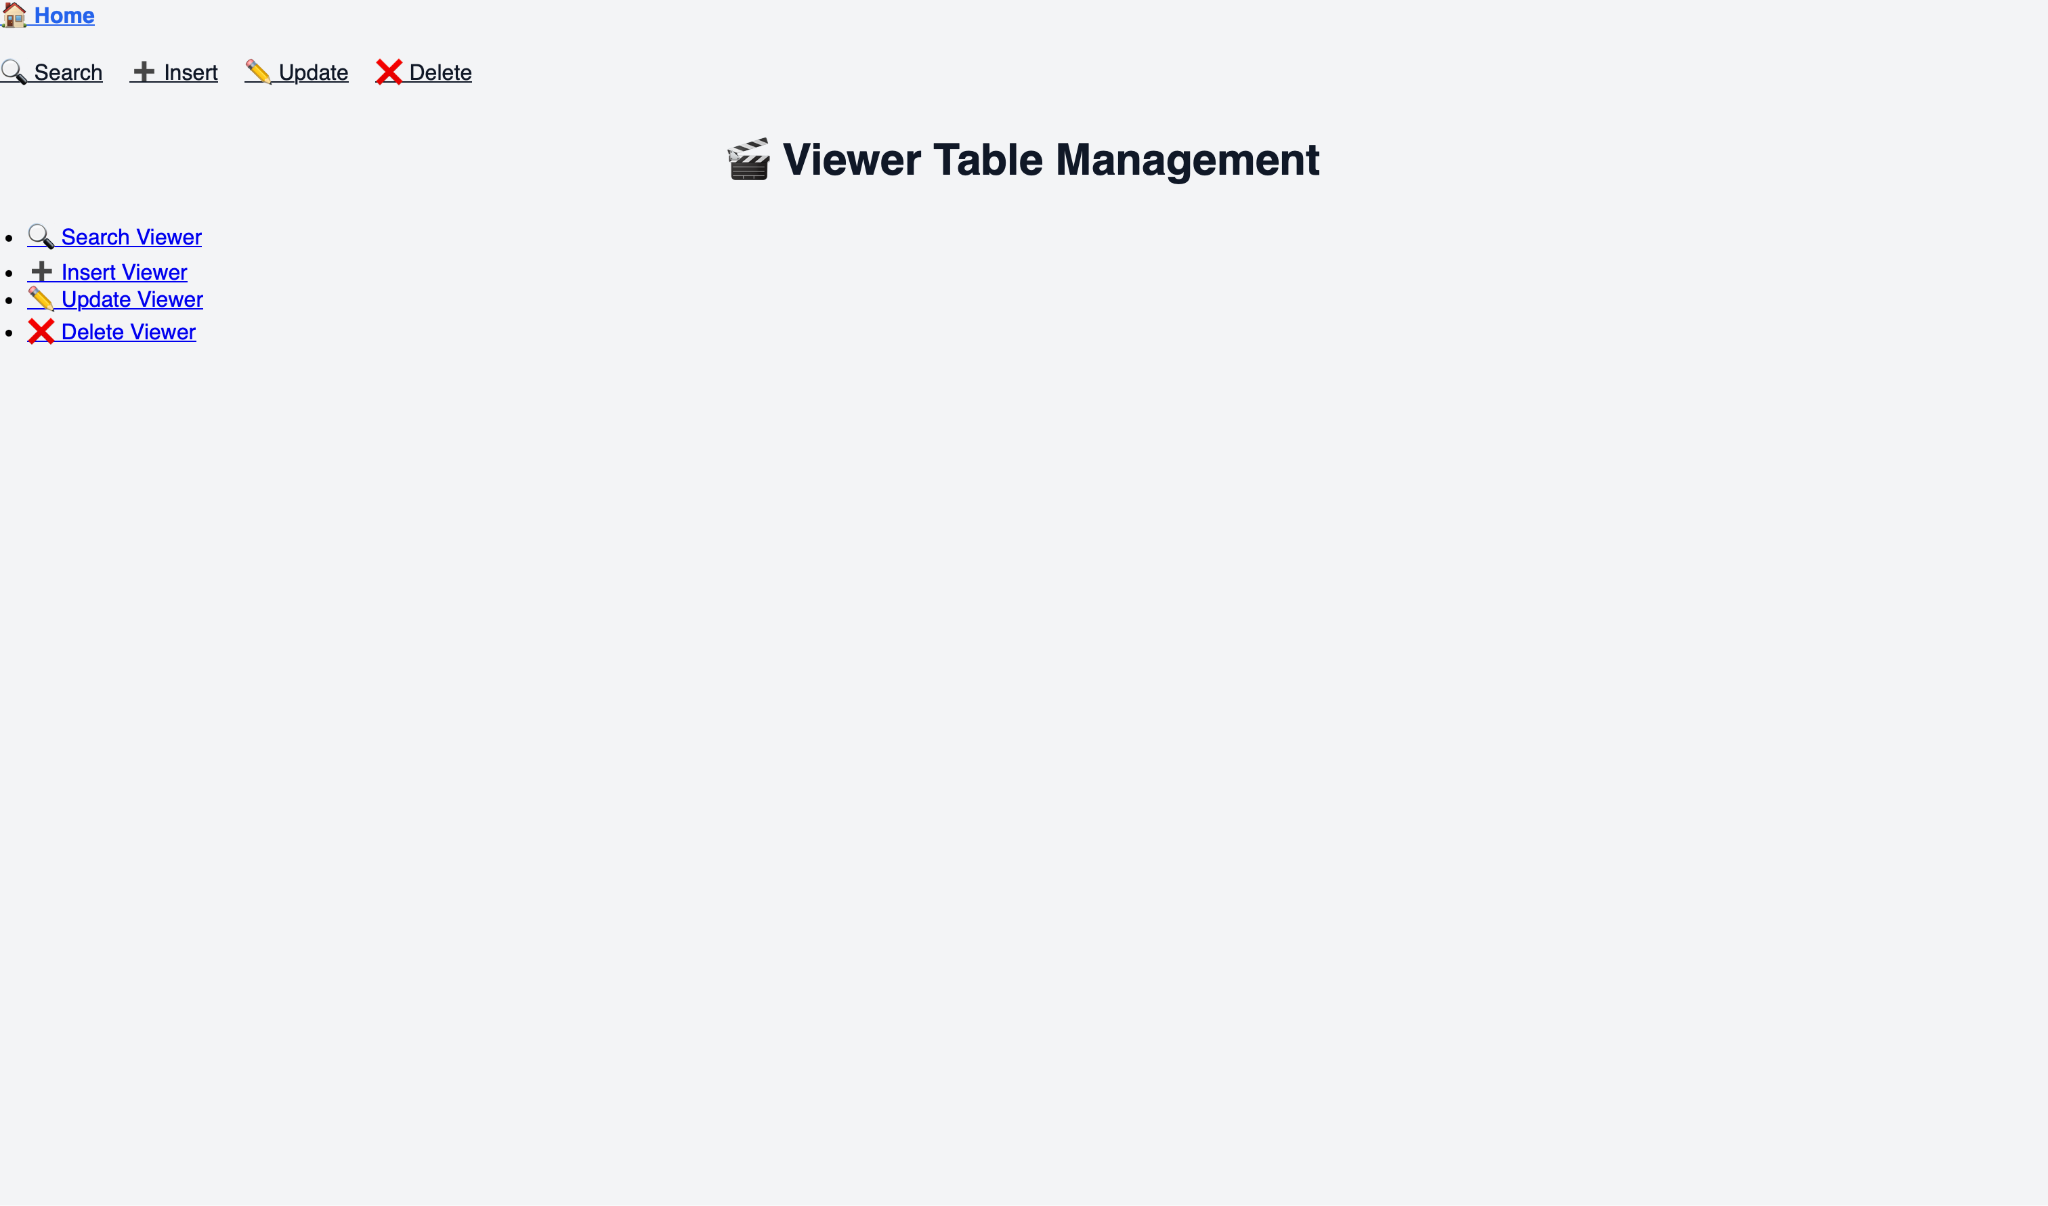 🏠 Home
🔍 Search ➕ Insert ✏️ Update ❌ Delete
🎬 Viewer Table Management
• 🔍 Search Viewer
• ➕ Insert Viewer
• ✏️ Update Viewer
• ❌ Delete Viewer